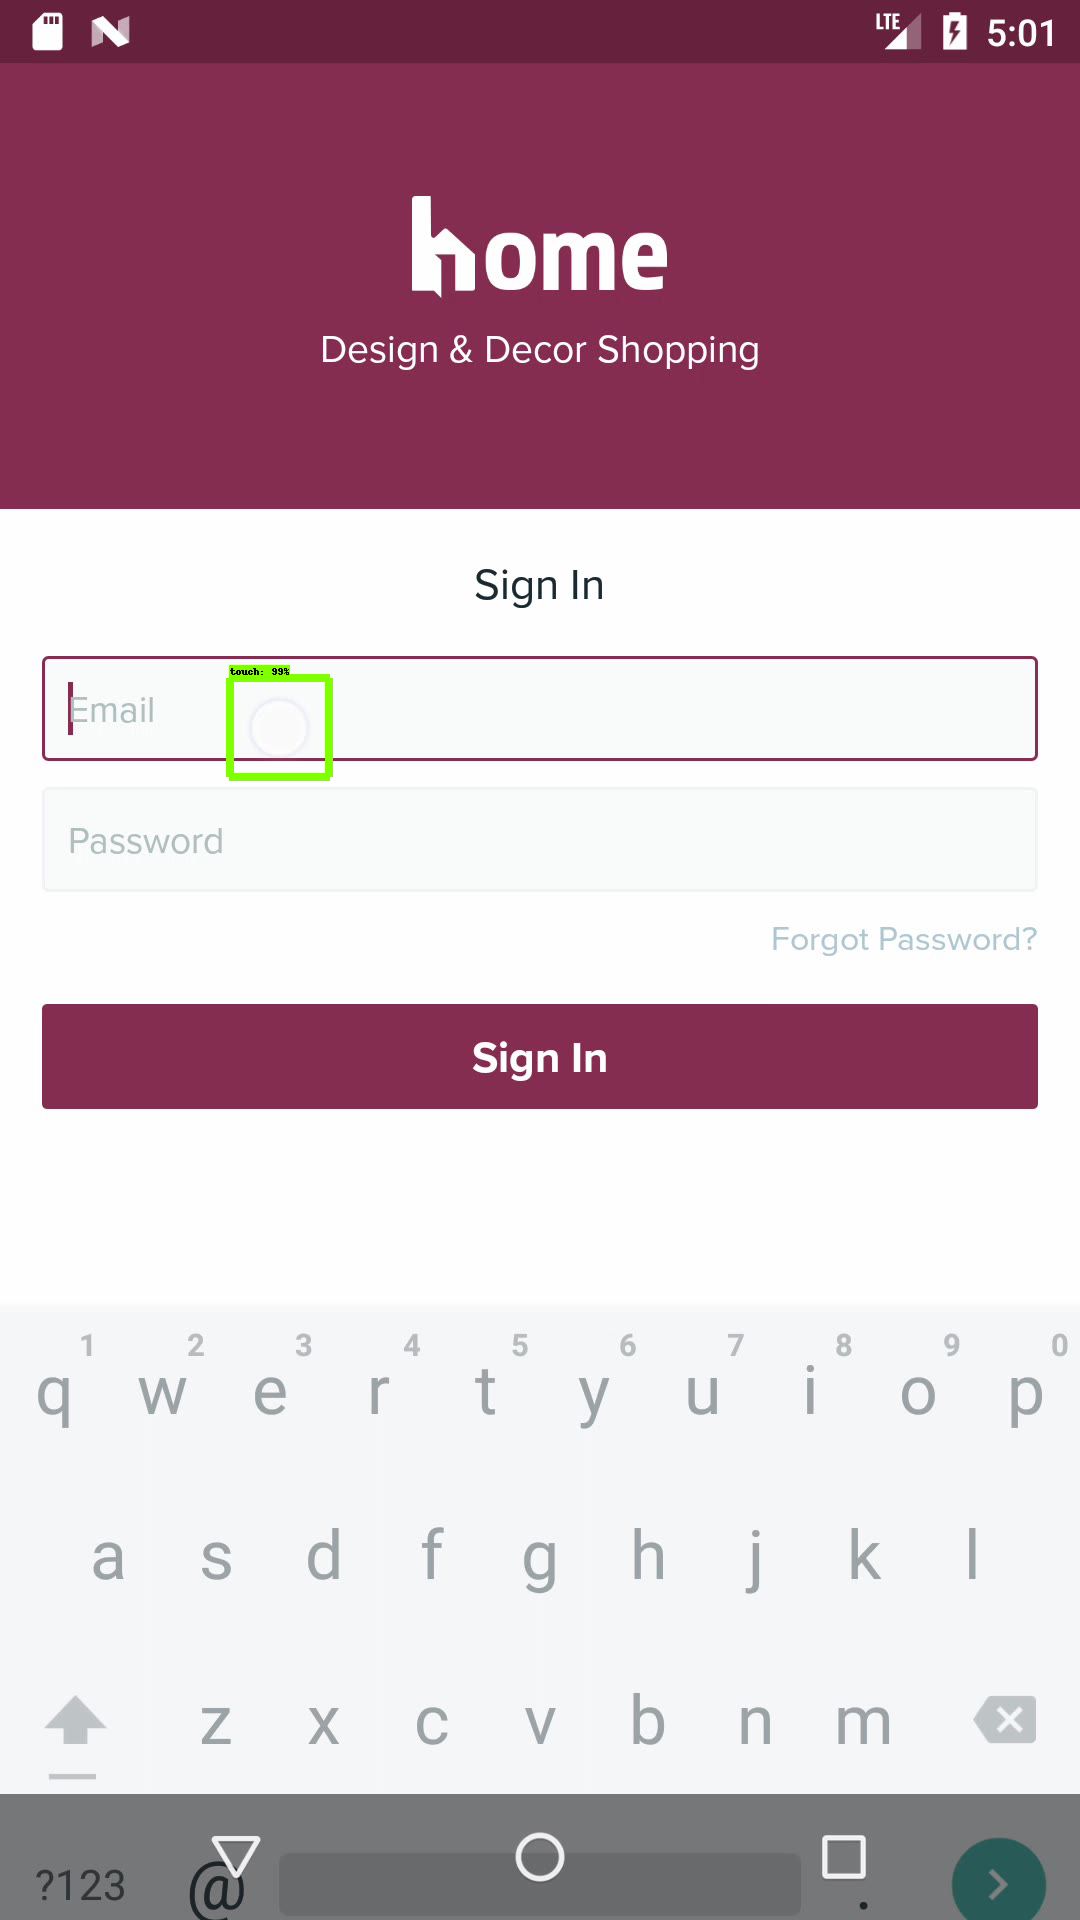 LTE 5:01
home
Design & Decor Shopping
Sign In
touch: 99%
Email
Password
Forgot Password?
Sign In
1 2 3 4 5 6 7 8 9 0
q w e r t y u i o p
a s d f g h j k l
z x c v b n m
?123 @ .